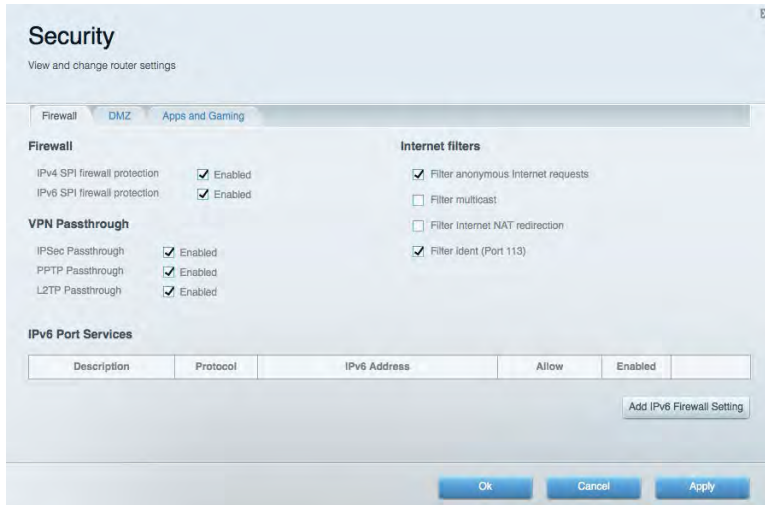 Security
View and change router settings
Firewall
DMZ
Apps and Gaming
Firewall
IPv4 SPI firewall protection
Enabled
IPv6 SPI firewall protection
Enabled
VPN Passthrough
IPSec Passthrough
Enabled
PPTP Passthrough
Enabled
L2TP Passthrough
Enabled
Internet filters
Filter anonymous Internet requests
Filter multicast
Filter Internet NAT redirection
Filter ident (Port 113)
IPv6 Port Services
Description
Protocol
IPv6 Address
Allow
Enabled
Add IPv6 Firewall Setting
Ok
Cancel
Apply